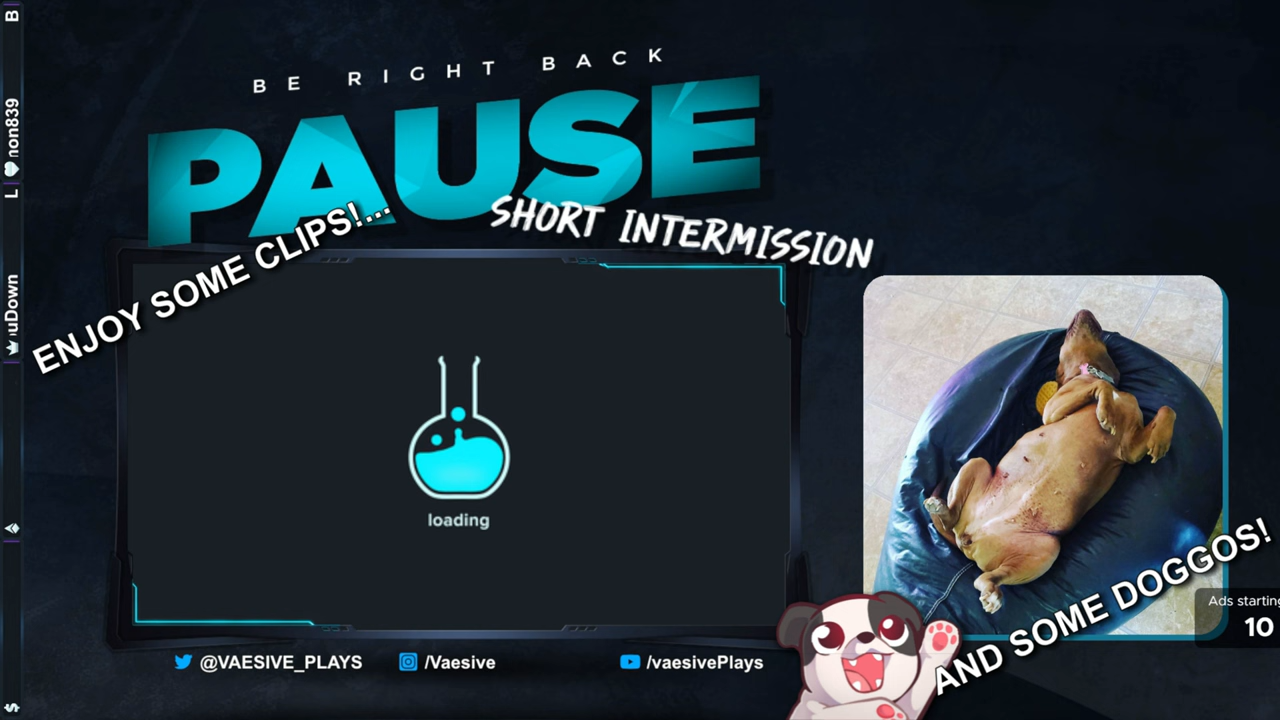 BE RIGHT BACK
PAUSE
SHORT INTERMISSION
ENJOY SOME CLIPS!...
loading
AND SOME DOGGOS!
Ads starting
10
@VAESIVE_PLAYS
/Vaesive
/vaesivePlays
B
non839
L
uDown
$